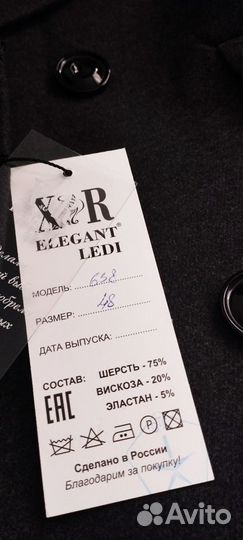 X R
ELEGANT®
LEDI
МОДЕЛЬ: 658
РАЗМЕР: 48
ДАТА ВЫПУСКА:
СОСТАВ: ШЕРСТЬ - 75%
ВИСКОЗА - 20%
ЭЛАСТАН - 5%
EAC
P
Сделано в России
Благодарим за покупку!
Avito